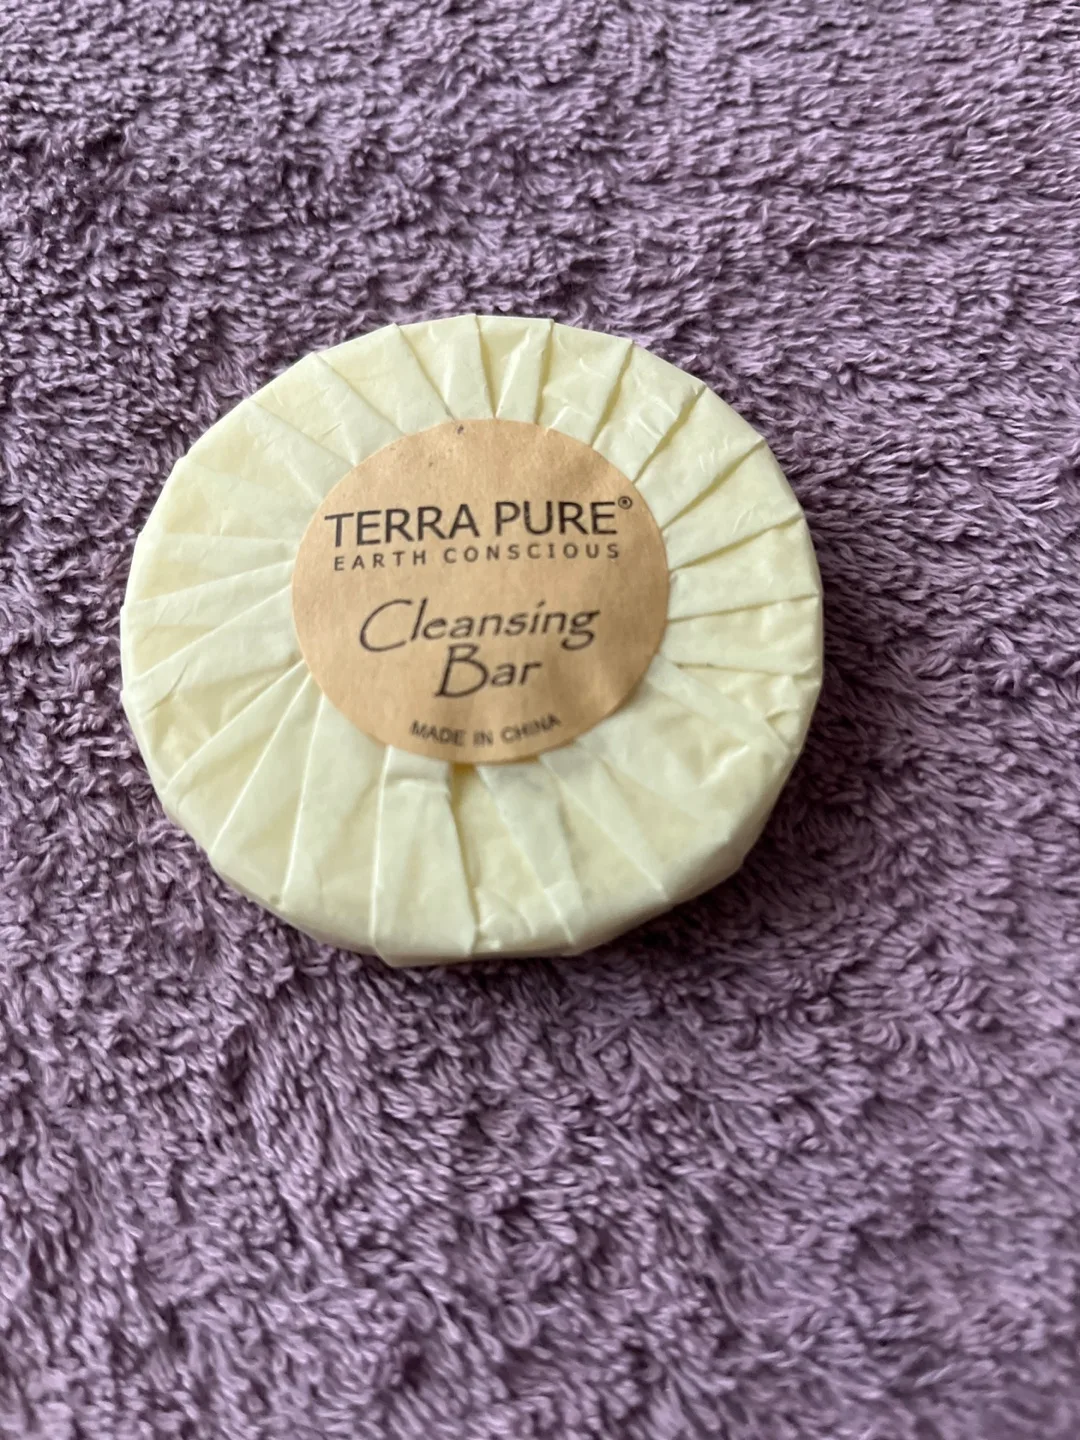 TERRA PURE®
EARTH CONSCIOUS
Cleansing
Bar
MADE IN CHINA